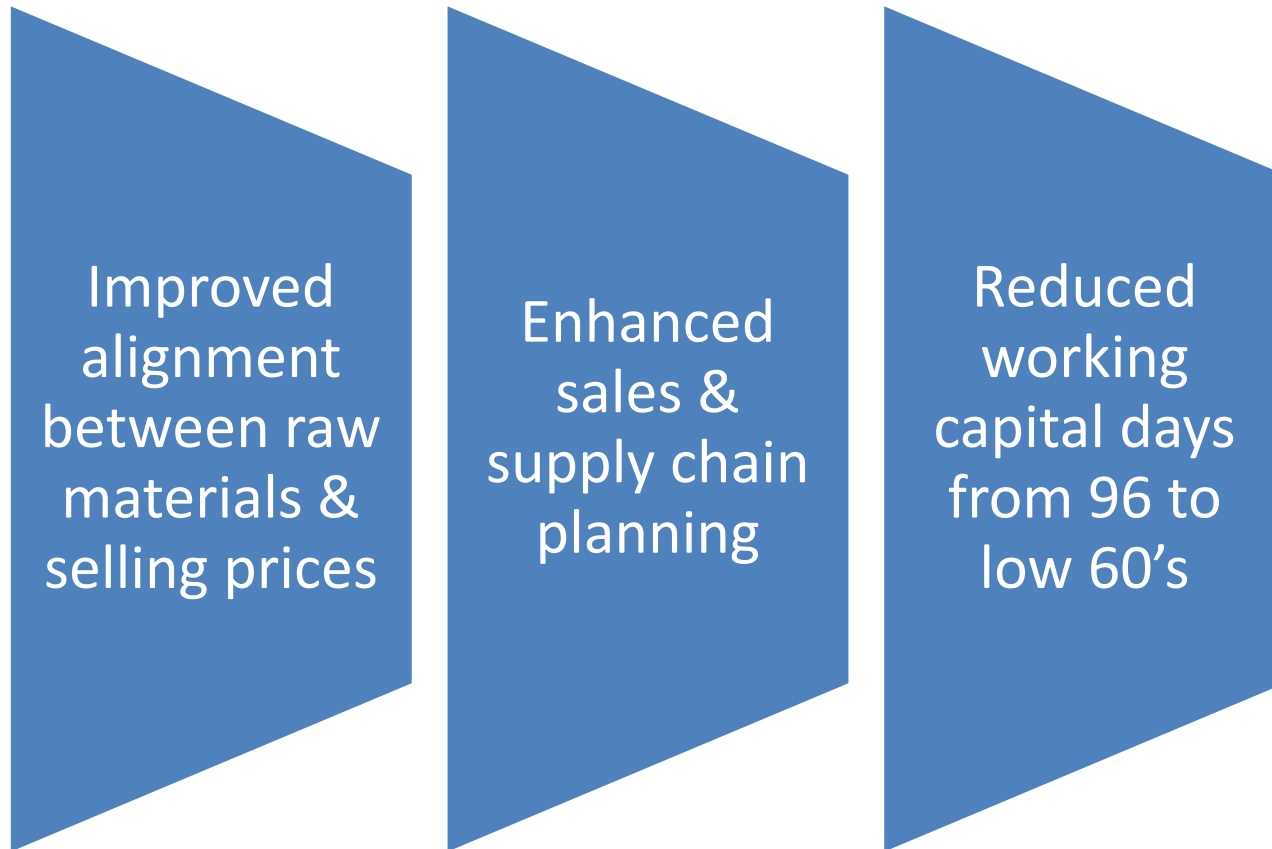 Improved
alignment
between raw
materials &
selling prices
Enhanced
sales &
supply chain
planning
Reduced
working
capital days
from 96 to
low 60’s